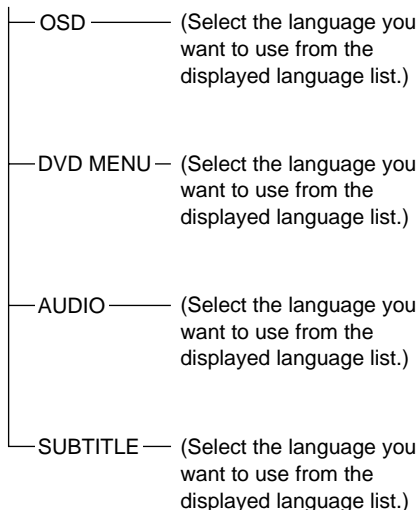 OSD (Select the language you
want to use from the
displayed language list.)
DVD MENU (Select the language you
want to use from the
displayed language list.)
AUDIO (Select the language you
want to use from the
displayed language list.)
SUBTITLE (Select the language you
want to use from the
displayed language list.)